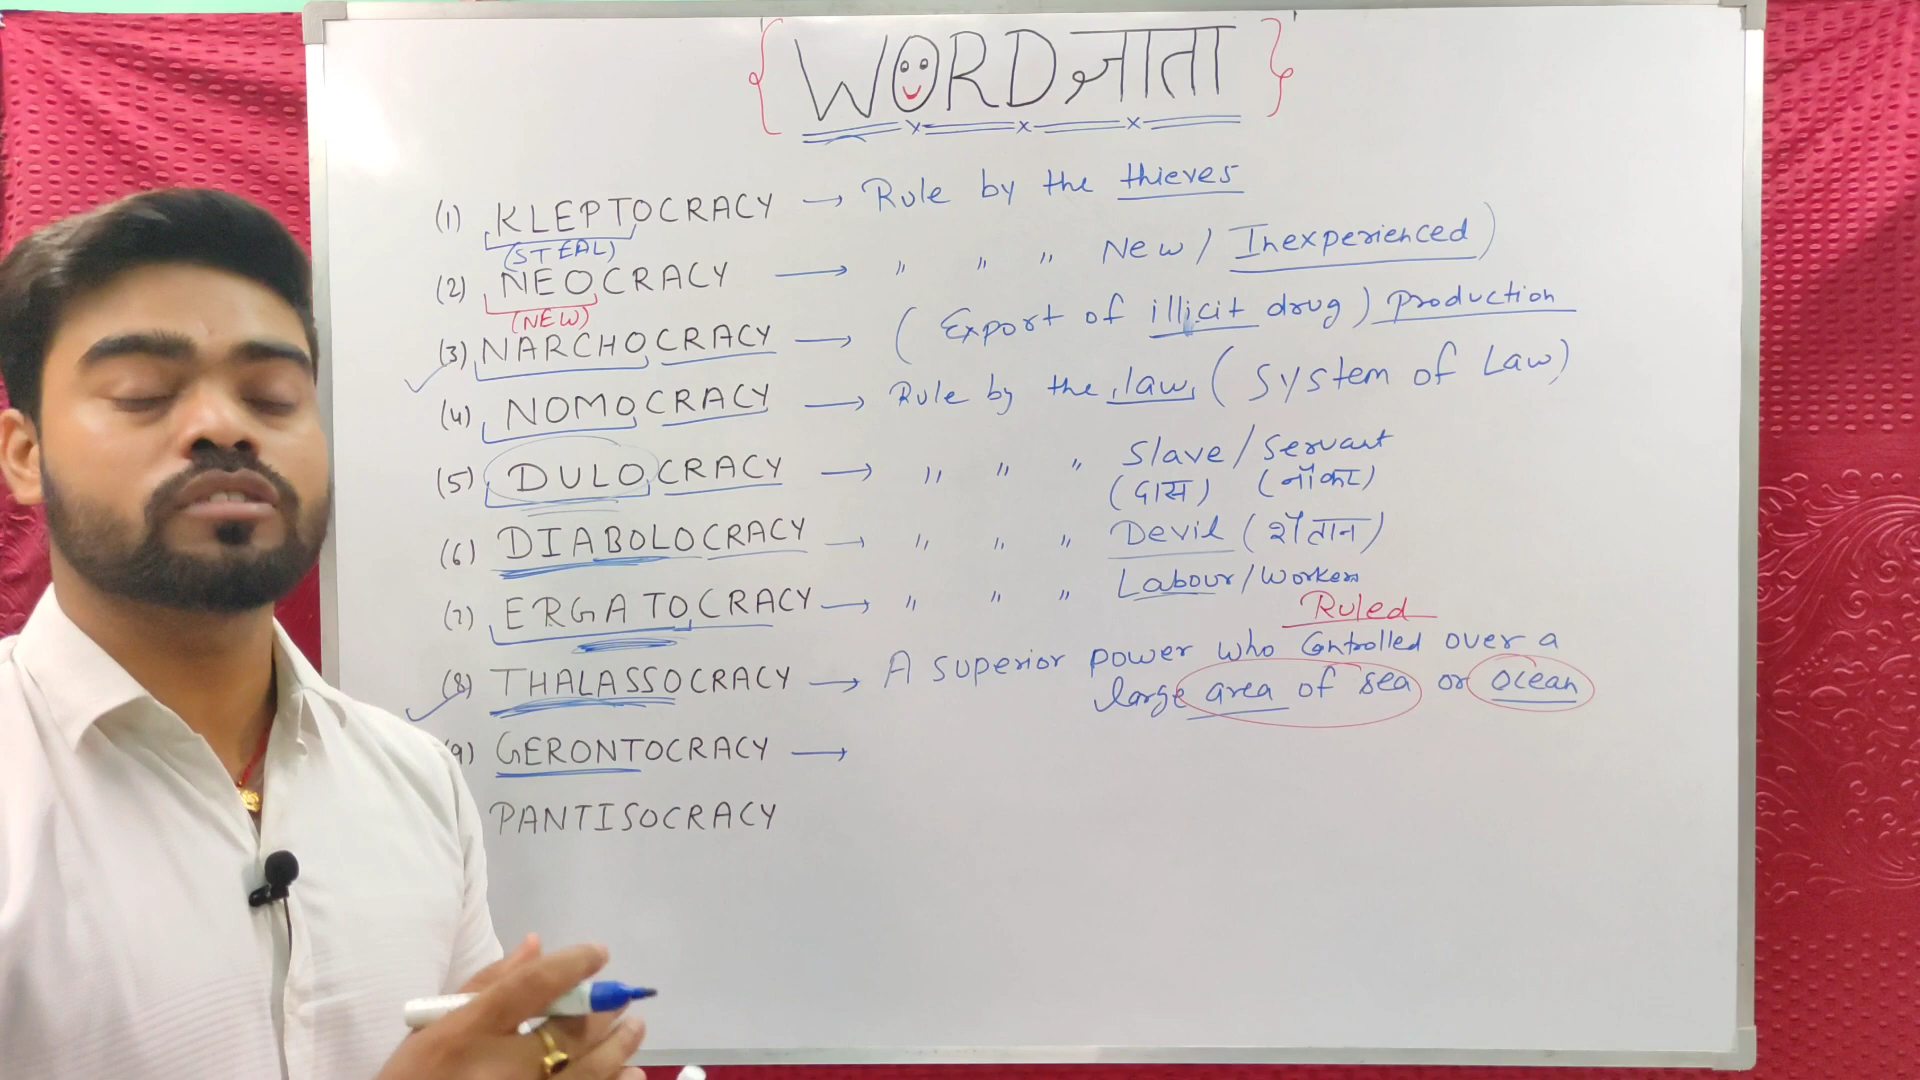 { WORDज्ञाता }
(1) KLEPTOCRACY → Rule by the thieves
(STEAL)
(2) NEOCRACY → " " " New / Inexperienced)
(NEW)
(3) NARCHOCRACY → ( Export of illicit drug ) production
(4) NOMOCRACY → Rule by the law ( System of Law)
(5) DULOCRACY → " " " Slave / Servant
(दास) (नौकर)
(6) DIABOLOCRACY → " " " Devil (शैतान)
(7) ERGATOCRACY → " " " Labour / Workers
Ruled
(8) THALASSOCRACY → A superior power who controlled over a
large area of sea or ocean
9) GERONTOCRACY →
PANTISOCRACY